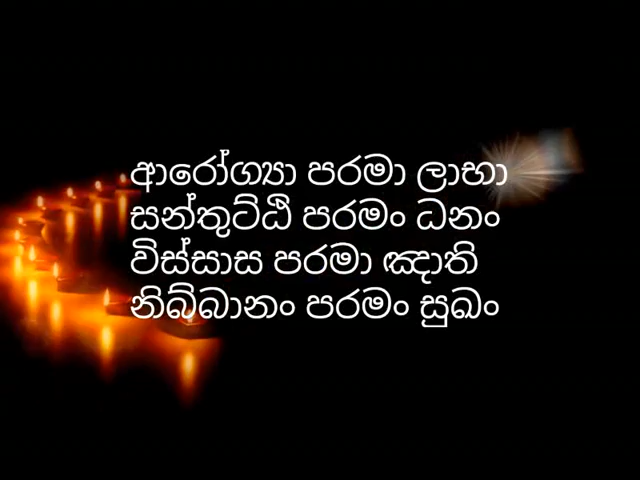 ආරෝග්‍යා පරමා ලාභා
සන්තුට්ඨි පරමං ධනං
විස්සාස පරමා ඤාති
නිබ්බානං පරමං සුඛං